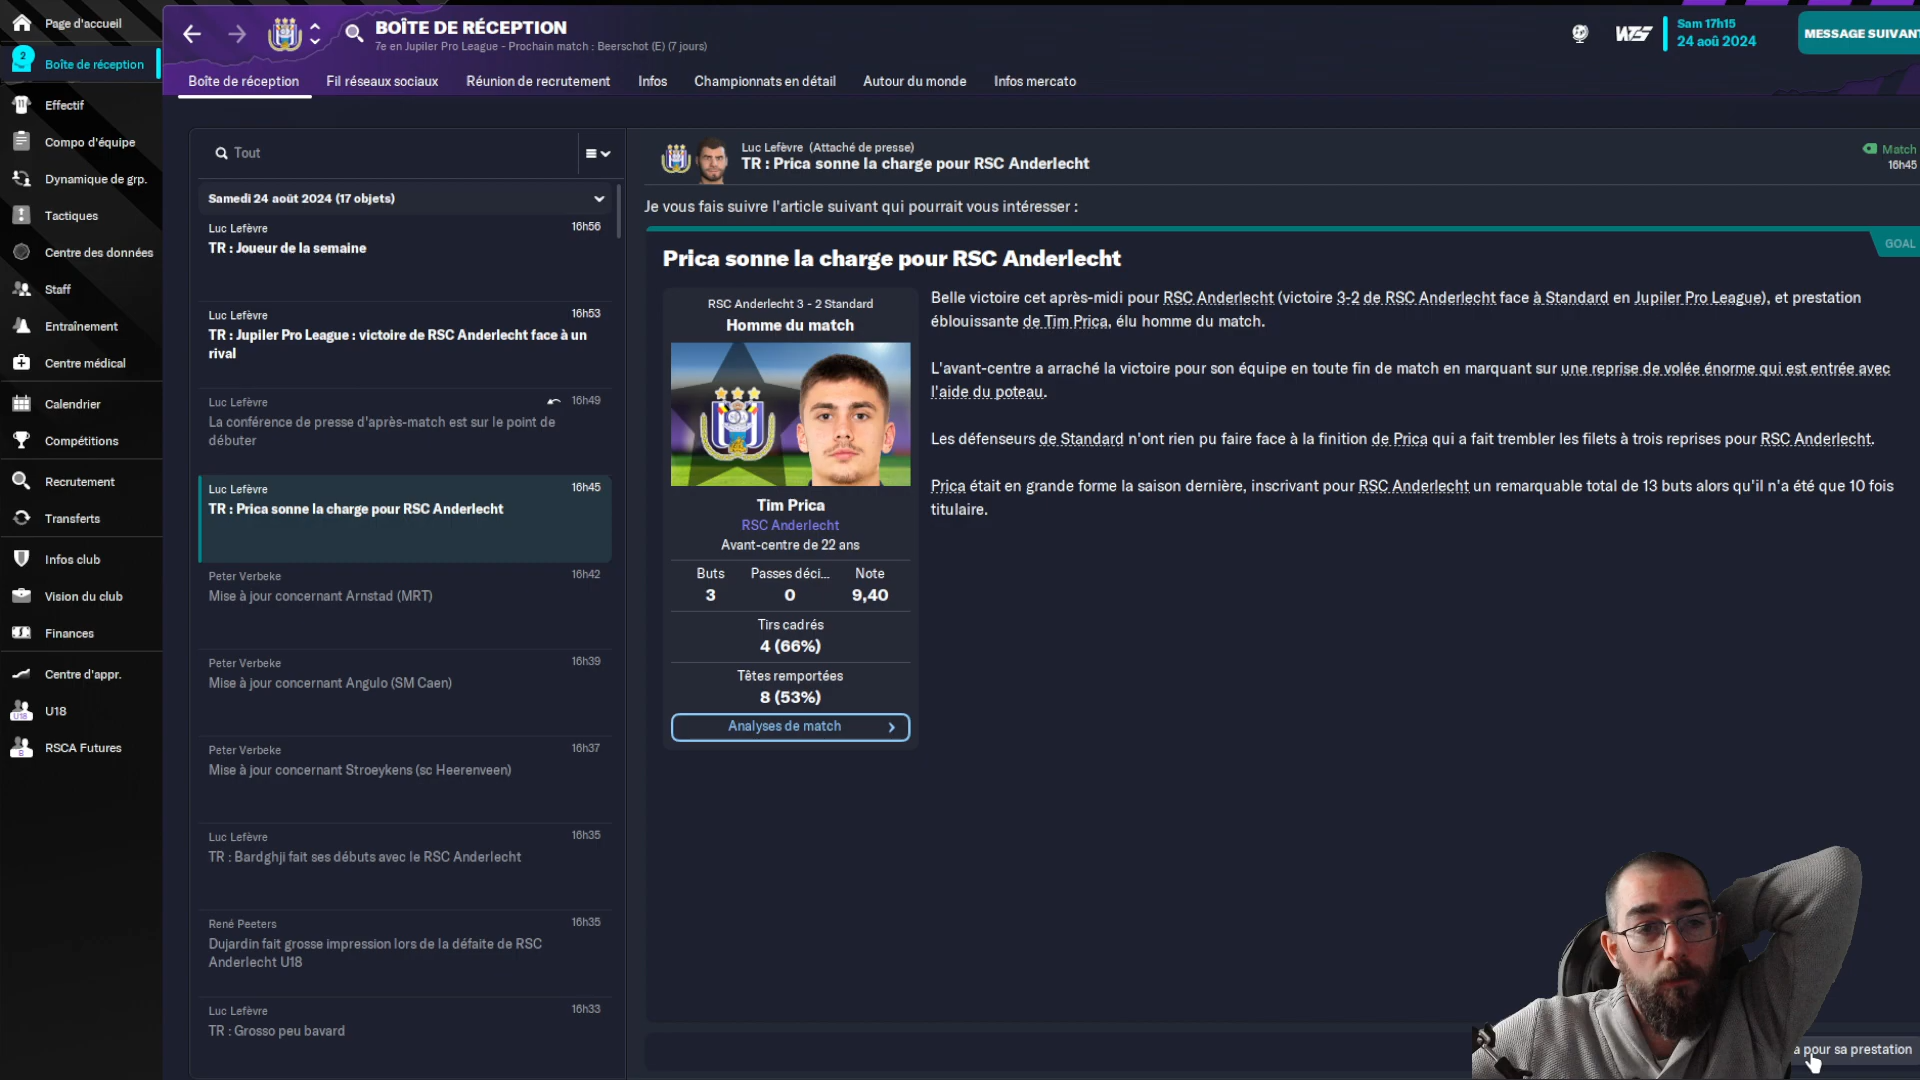 Page d'accueil
2
Boîte de réception
Effectif
Compo d'équipe
Dynamique de grp.
Tactiques
Centre des données
Staff
Entraînement
Centre médical
Calendrier
Compétitions
Recrutement
Transferts
Infos club
Vision du club
Finances
Centre d'appr.
U18
RSCA Futures
BOÎTE DE RÉCEPTION
7e en Jupiler Pro League - Prochain match : Beerschot (E) (7 jours)
Sam 17h15
24 aoû 2024
MESSAGE SUIVANT
Boîte de réception
Fil réseaux sociaux
Réunion de recrutement
Infos
Championnats en détail
Autour du monde
Infos mercato
Tout
Samedi 24 août 2024 (17 objets)
Luc Lefèvre 16h56
TR : Joueur de la semaine
Luc Lefèvre 16h53
TR : Jupiler Pro League : victoire de RSC Anderlecht face à un
rival
Luc Lefèvre 16h49
La conférence de presse d'après-match est sur le point de
débuter
Luc Lefèvre 16h45
TR : Prica sonne la charge pour RSC Anderlecht
Peter Verbeke 16h42
Mise à jour concernant Arnstad (MRT)
Peter Verbeke 16h39
Mise à jour concernant Angulo (SM Caen)
Peter Verbeke 16h37
Mise à jour concernant Stroeykens (sc Heerenveen)
Luc Lefèvre 16h35
TR : Bardghji fait ses débuts avec le RSC Anderlecht
René Peeters 16h35
Dujardin fait grosse impression lors de la défaite de RSC
Anderlecht U18
Luc Lefèvre 16h33
TR : Grosso peu bavard
Luc Lefèvre (Attaché de presse)
TR : Prica sonne la charge pour RSC Anderlecht
Match
16h45
Je vous fais suivre l'article suivant qui pourrait vous intéresser :
GOAL
Prica sonne la charge pour RSC Anderlecht
RSC Anderlecht 3 - 2 Standard
Homme du match
Tim Prica
RSC Anderlecht
Avant-centre de 22 ans
Buts Passes déci... Note
3 0 9,40
Tirs cadrés
4 (66%)
Têtes remportées
8 (53%)
Analyses de match
Belle victoire cet après-midi pour RSC Anderlecht (victoire 3-2 de RSC Anderlecht face à Standard en Jupiler Pro League), et prestation
éblouissante de Tim Prica, élu homme du match.
L'avant-centre a arraché la victoire pour son équipe en toute fin de match en marquant sur une reprise de volée énorme qui est entrée avec
l'aide du poteau.
Les défenseurs de Standard n'ont rien pu faire face à la finition de Prica qui a fait trembler les filets à trois reprises pour RSC Anderlecht.
Prica était en grande forme la saison dernière, inscrivant pour RSC Anderlecht un remarquable total de 13 buts alors qu'il n'a été que 10 fois
titulaire.
a pour sa prestation